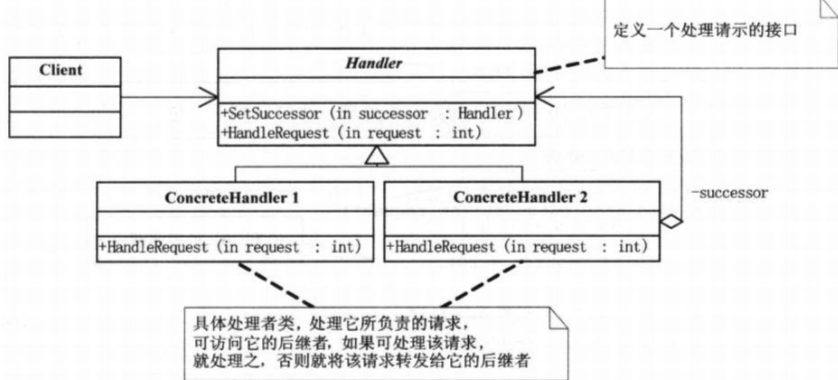 定义一个处理请示的接口
Client
Handler
+SetSuccessor (in successor : Handler)
+HandleRequest (in request : int)
ConcreteHandler 1
+HandleRequest (in request : int)
ConcreteHandler 2
+HandleRequest (in request : int)
-successor
具体处理者类，处理它所负责的请求，
可访问它的后继者，如果可处理该请求，
就处理之，否则就将该请求转发给它的后继者